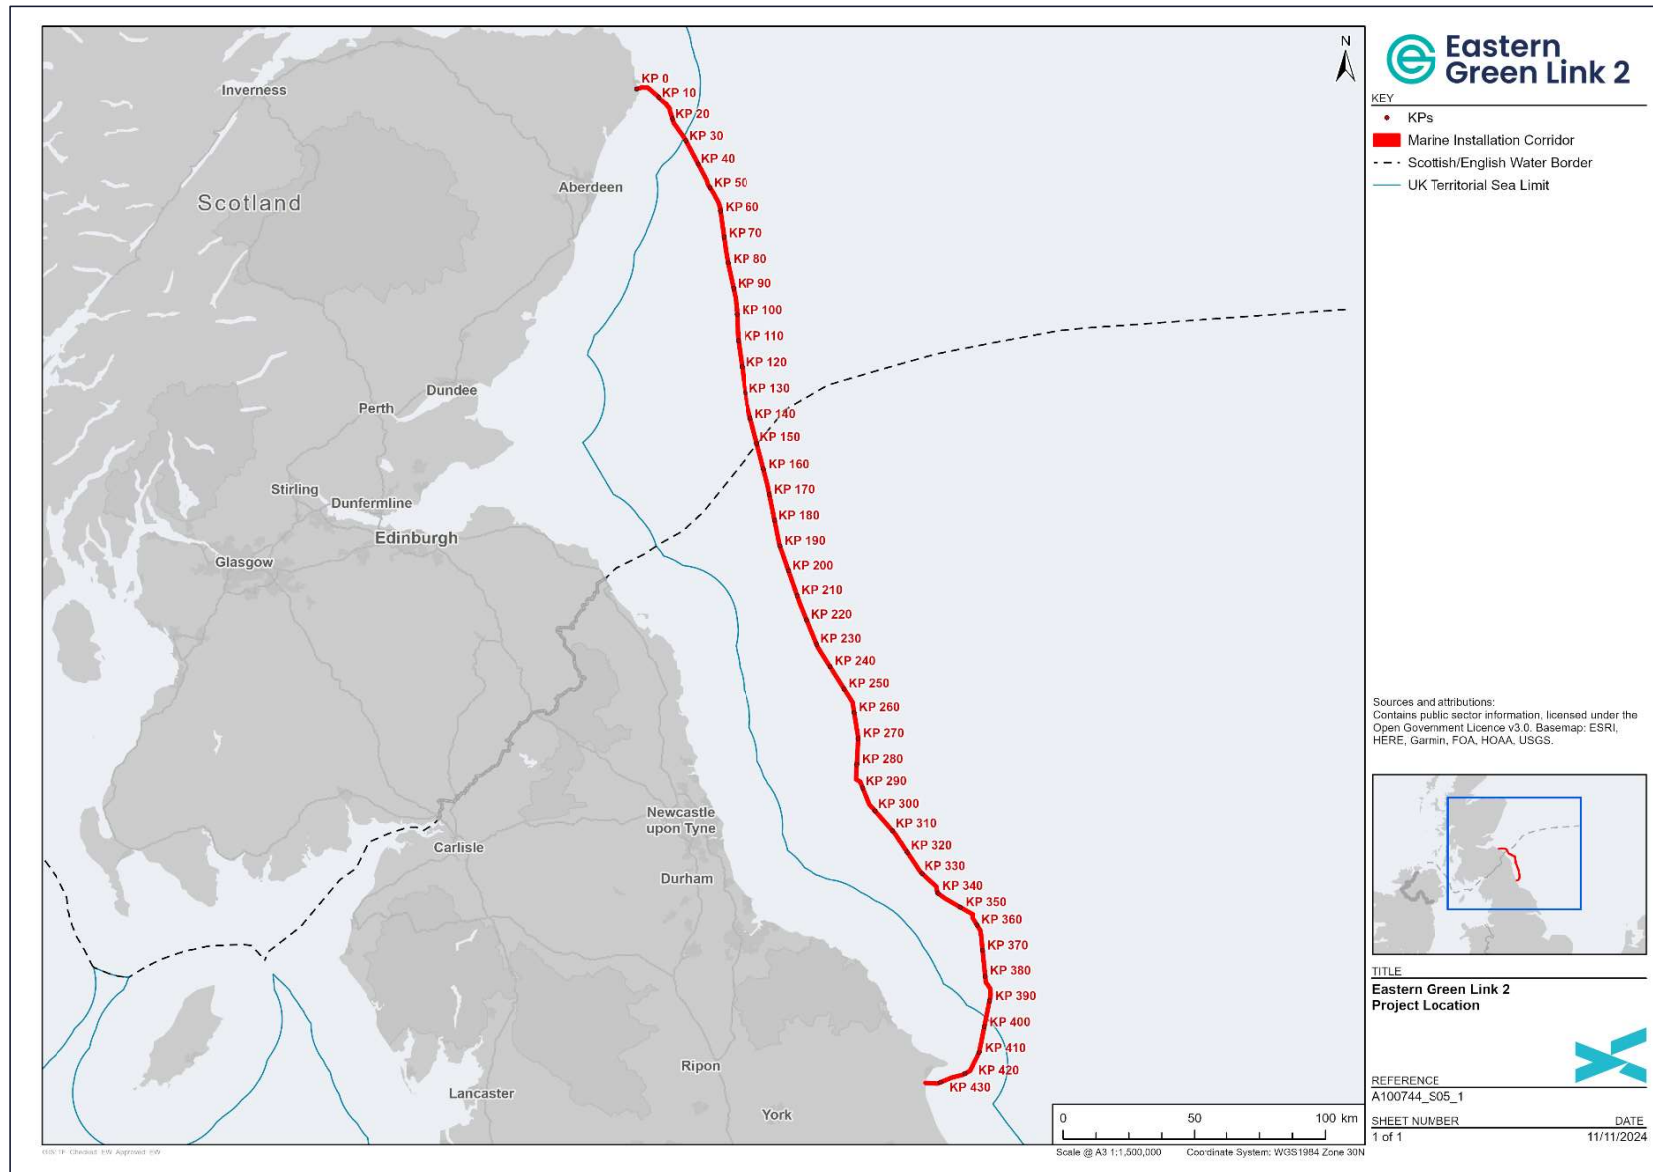 Eastern
Green Link 2
KEY
KPs
Marine Installation Corridor
Scottish/English Water Border
UK Territorial Sea Limit
N
Inverness
Scotland
Aberdeen
Dundee
Perth
Stirling
Dunfermline
Edinburgh
Glasgow
Newcastle
upon Tyne
Carlisle
Durham
Ripon
Lancaster
York
KP 0
KP 10
KP 20
KP 30
KP 40
KP 50
KP 60
KP 70
KP 80
KP 90
KP 100
KP 110
KP 120
KP 130
KP 140
KP 150
KP 160
KP 170
KP 180
KP 190
KP 200
KP 210
KP 220
KP 230
KP 240
KP 250
KP 260
KP 270
KP 280
KP 290
KP 300
KP 310
KP 320
KP 330
KP 340
KP 350
KP 360
KP 370
KP 380
KP 390
KP 400
KP 410
KP 420
KP 430
0 50 100 km
Scale @ A3 1:1,500,000 Coordinate System: WGS1984 Zone 30N
Sources and attributions:
Contains public sector information, licensed under the
Open Government Licence v3.0. Basemap: ESRI,
HERE, Garmin, FOA, HOAA, USGS.
TITLE
Eastern Green Link 2
Project Location
REFERENCE
A100744_S05_1
SHEET NUMBER DATE
1 of 1 11/11/2024